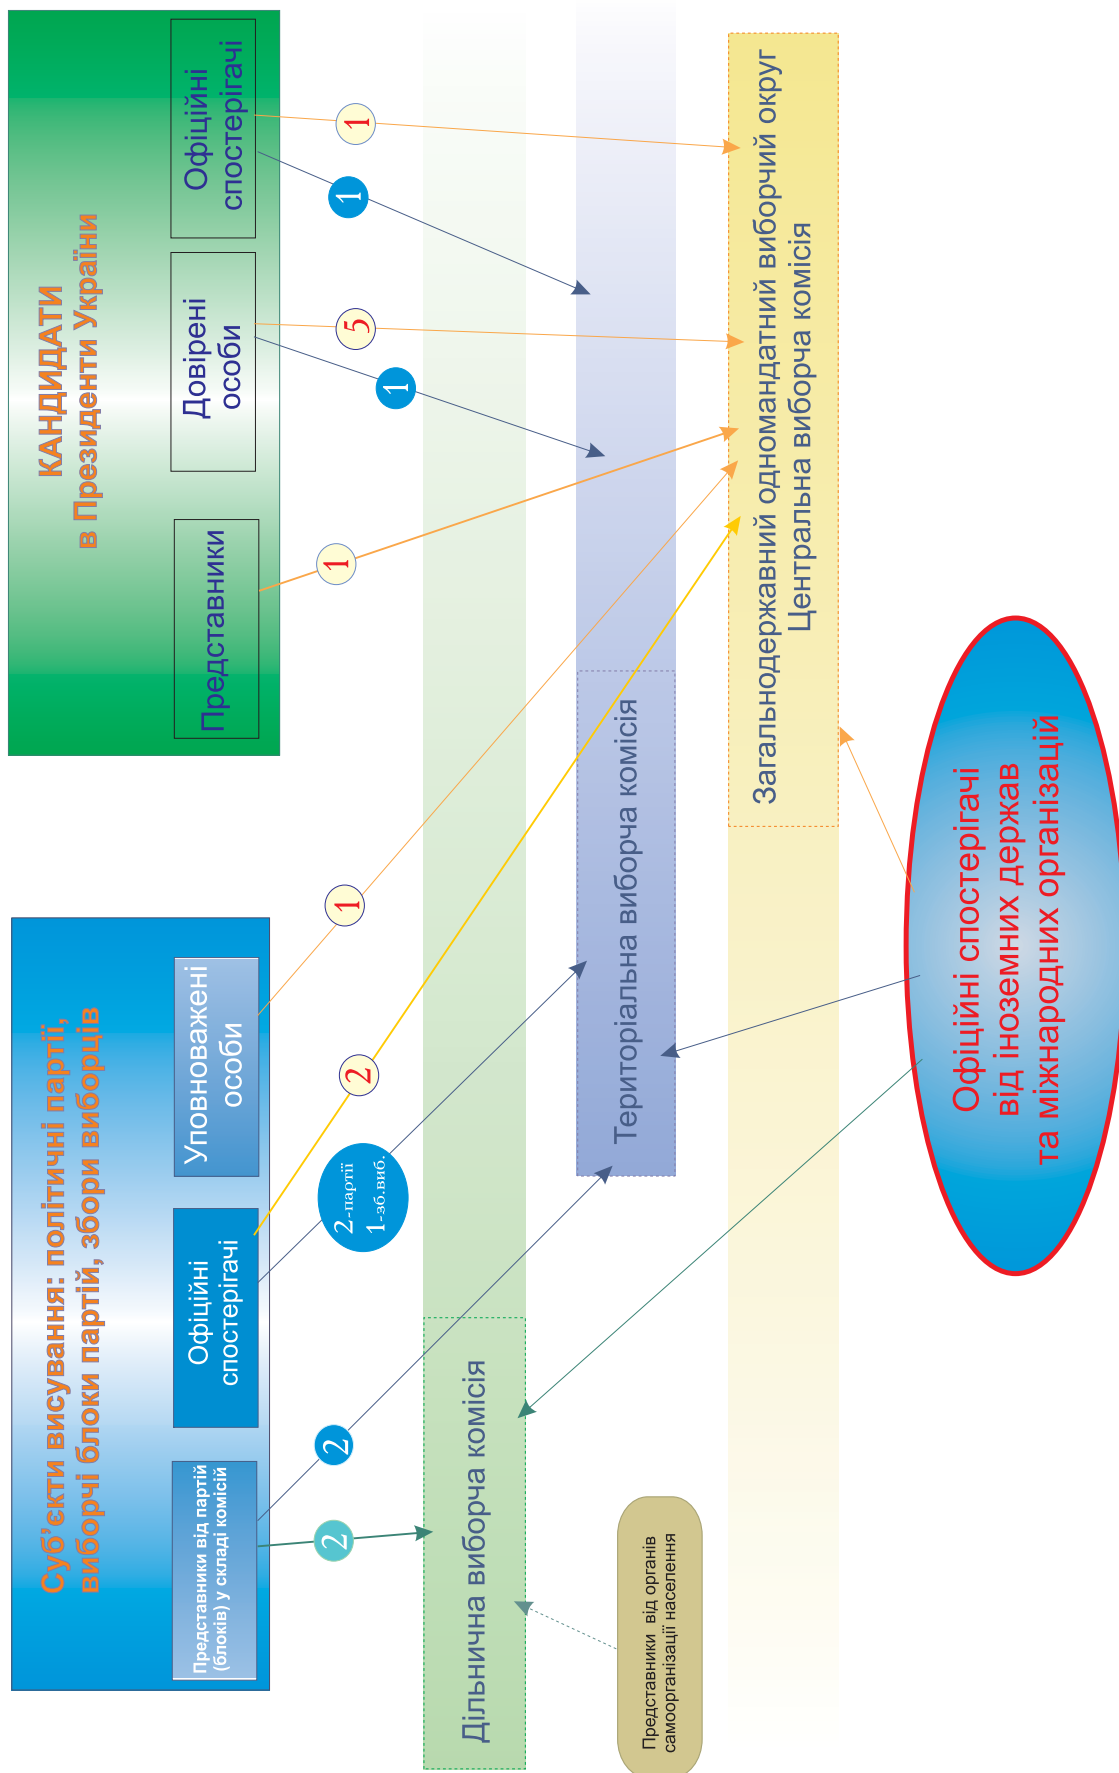 Суб’єкти висування: політичні партії,
виборчі блоки партій, збори виборців
Представники від партій
(блоків) у складі комісій
Офіційні
спостерігачі
Уповноважені
особи
КАНДИДАТИ
в Президенти України
Представники
Довірені
особи
Офіційні
спостерігачі
2
2
2-партії
1-зб.виб.
2
1
1
1
5
1
1
Дільнична виборча комісія
Територіальна виборча комісія
Загальнодержавний одномандатний виборчий округ
Центральна виборча комісія
Представники від органів
самоорганізації населення
Офіційні спостерігачі
від іноземних держав
та міжнародних організацій